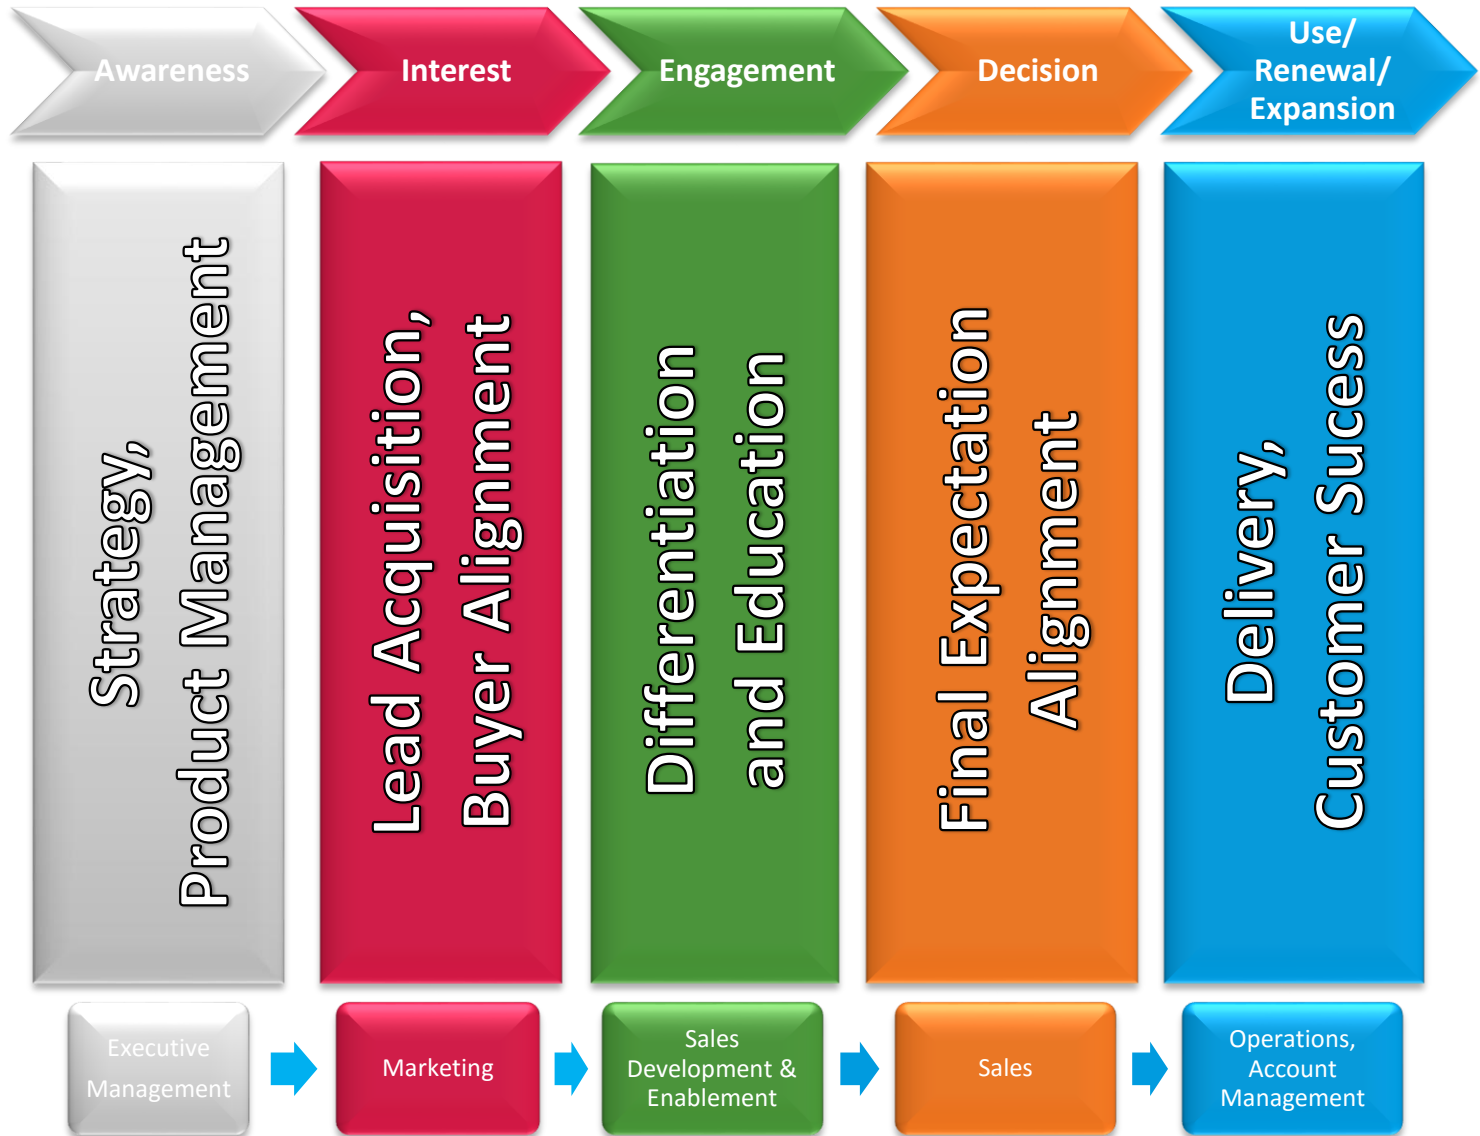 Awareness
Interest
Engagement
Decision
Use/
Renewal/
Expansion
Strategy,
Product Management
Lead Acquisition,
Buyer Alignment
Differentiation
and Education
Final Expectation
Alignment
Delivery,
Customer Sucess
Executive
Management
Marketing
Sales
Development &
Enablement
Sales
Operations,
Account
Management